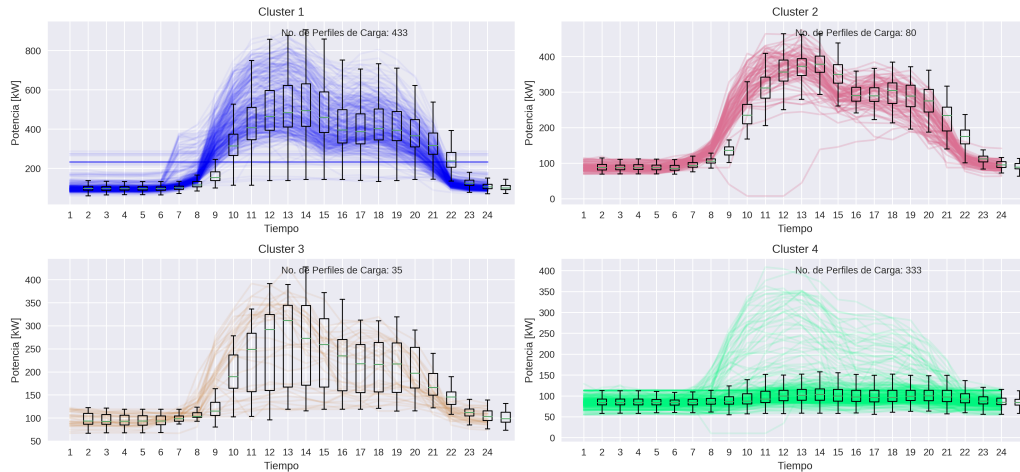 Cluster 1
No. de Perfiles de Carga: 433
Potencia [kW]
800
600
400
200
1 2 3 4 5 6 7 8 9 10 11 12 13 14 15 16 17 18 19 20 21 22 23 24
Tiempo
Cluster 2
No. de Perfiles de Carga: 80
Potencia [kW]
400
300
200
100
0
1 2 3 4 5 6 7 8 9 10 11 12 13 14 15 16 17 18 19 20 21 22 23 24
Tiempo
Cluster 3
No. de Perfiles de Carga: 35
Potencia [kW]
400
350
300
250
200
150
100
50
1 2 3 4 5 6 7 8 9 10 11 12 13 14 15 16 17 18 19 20 21 22 23 24
Tiempo
Cluster 4
No. de Perfiles de Carga: 333
Potencia [kW]
400
350
300
250
200
150
100
50
0
1 2 3 4 5 6 7 8 9 10 11 12 13 14 15 16 17 18 19 20 21 22 23 24
Tiempo